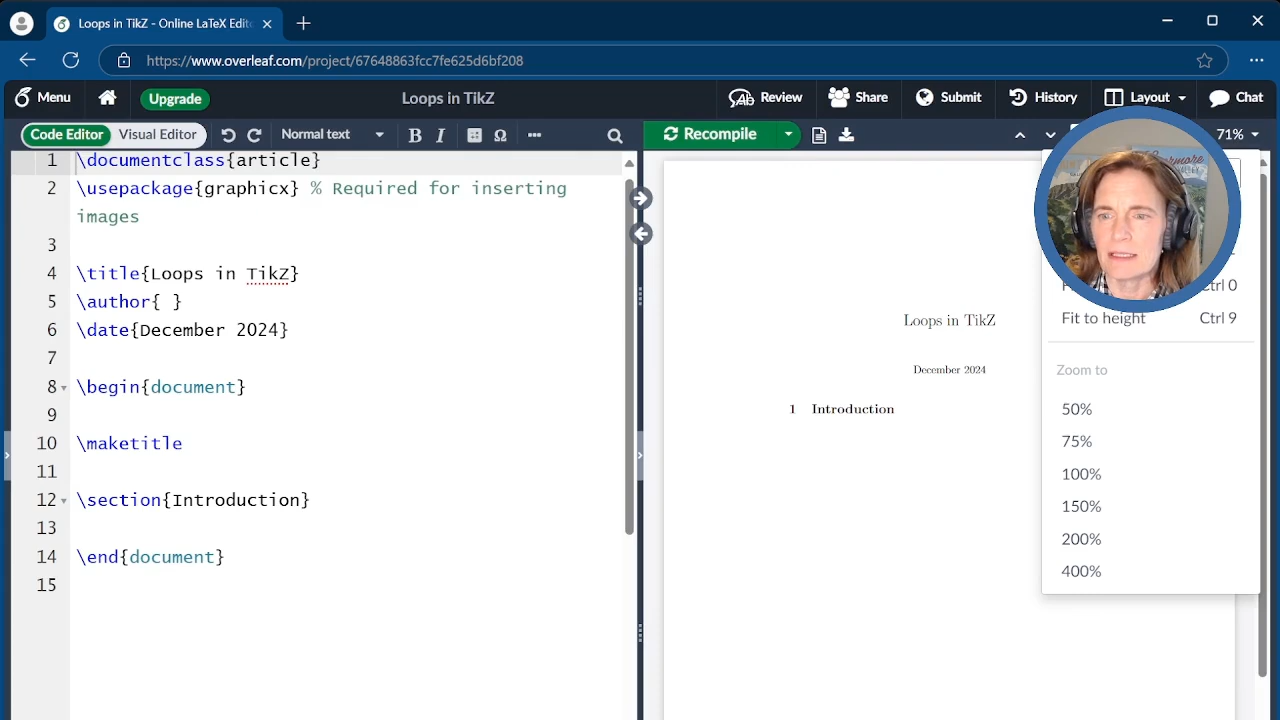 Loops in TikZ - Online LaTeX Edit
https://www.overleaf.com/project/67648863fcc7fe625d6bf208
Menu
Upgrade
Loops in TikZ
Review
Share
Submit
History
Layout
Chat
Code Editor
Visual Editor
Normal text
B
I
Ω
Recompile
71%
1 \documentclass{article}
2 \usepackage{graphicx} % Required for inserting
images
3
4 \title{Loops in TikZ}
5 \author{ }
6 \date{December 2024}
7
8 \begin{document}
9
10 \maketitle
11
12 \section{Introduction}
13
14 \end{document}
15
Loops in TikZ
December 2024
1 Introduction
Ctrl 0
Fit to height Ctrl 9
Zoom to
50%
75%
100%
150%
200%
400%